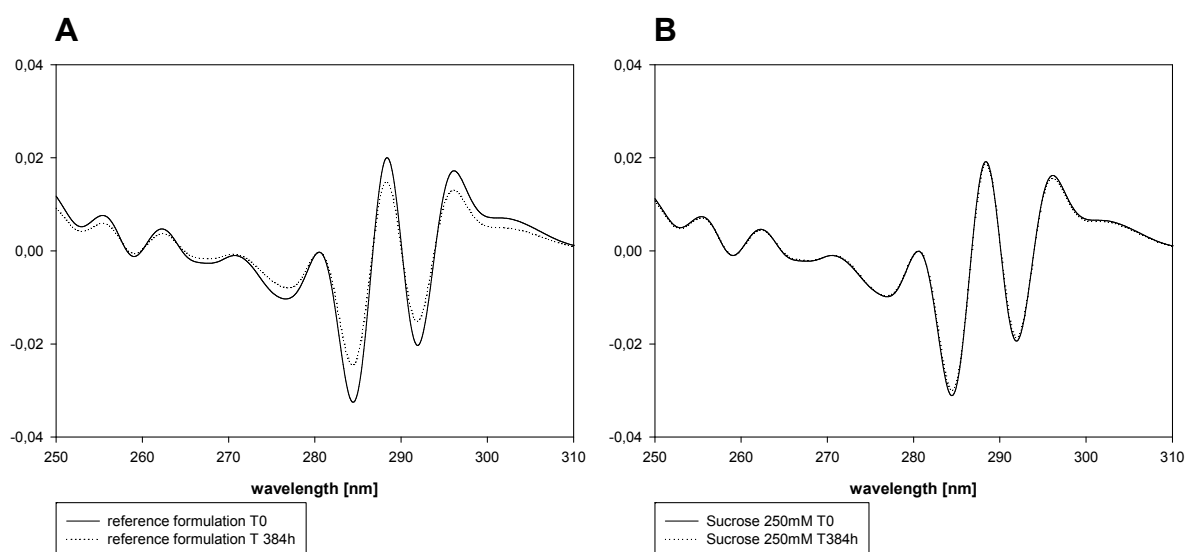 A
0,04
0,02
0,00
-0,02
-0,04
250 260 270 280 290 300 310
wavelength [nm]
reference formulation T0
reference formulation T 384h
B
0,04
0,02
0,00
-0,02
-0,04
250 260 270 280 290 300 310
wavelength [nm]
Sucrose 250mM T0
Sucrose 250mM T384h